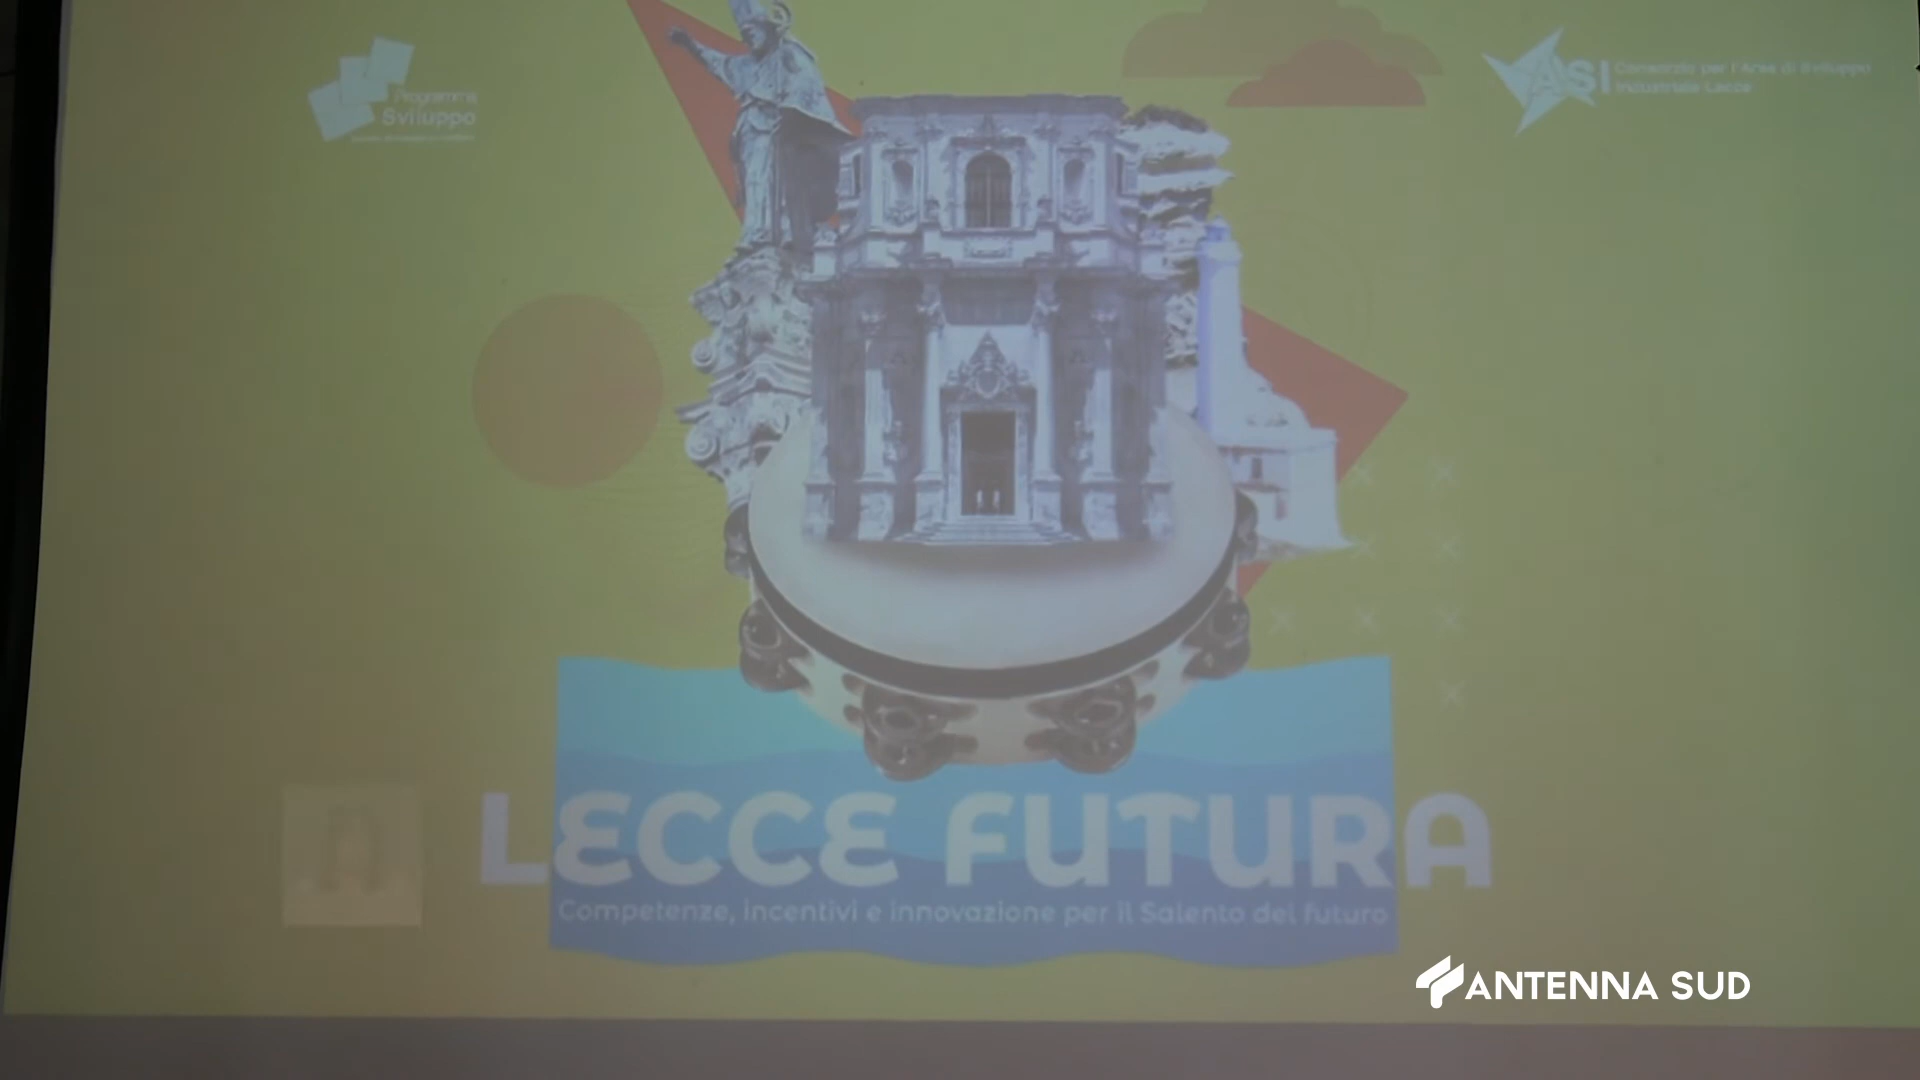 Programma
Sviluppo
ASI
Consorzio per l'Area di Sviluppo
Industriale Lecce
LECCE FUTURA
Competenze, incentivi e innovazione per il Salento del futuro
ANTENNA SUD